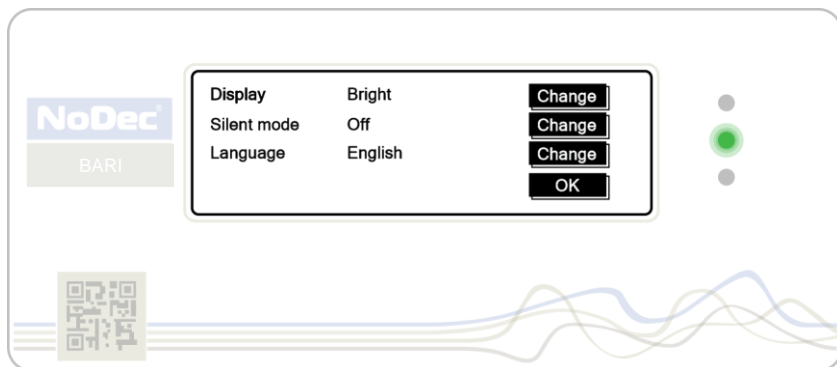 NoDec®
BARI
Display Bright Change
Silent mode Off Change
Language English Change
OK